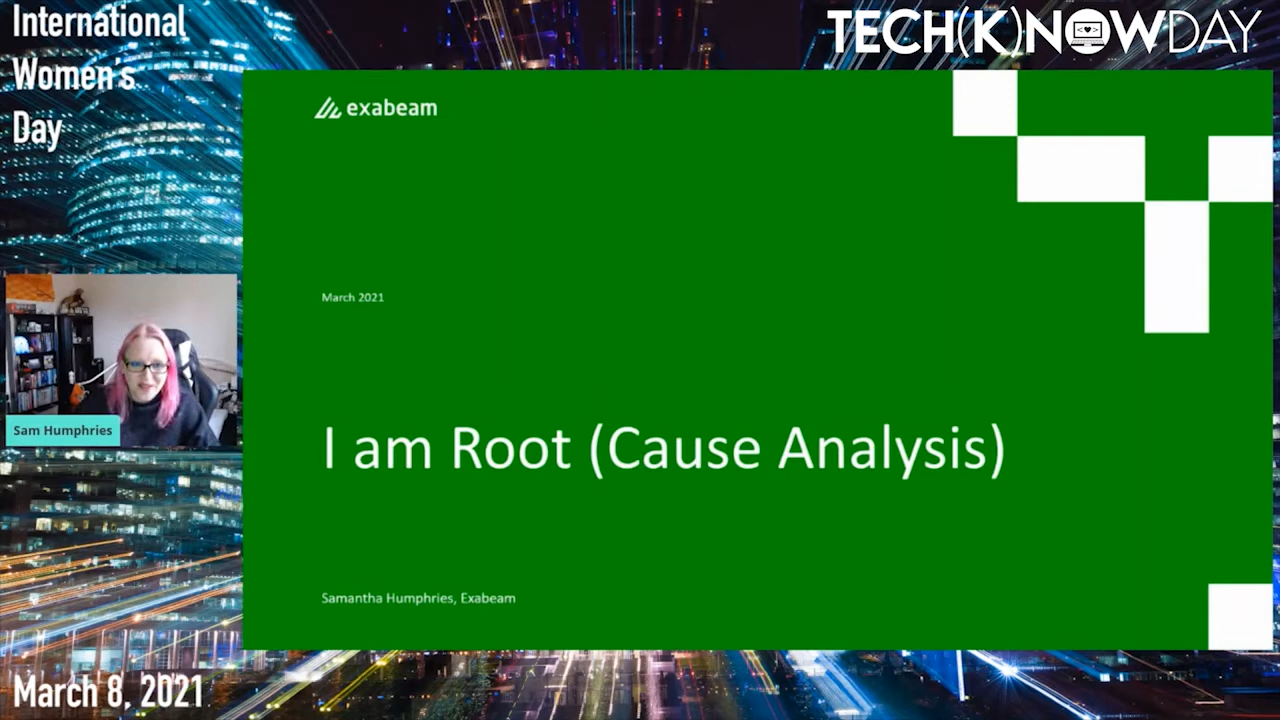 International
Women's
Day
TECH(K)NOWDAY
exabeam
March 2021
I am Root (Cause Analysis)
Sam Humphries
Samantha Humphries, Exabeam
March 8, 2021